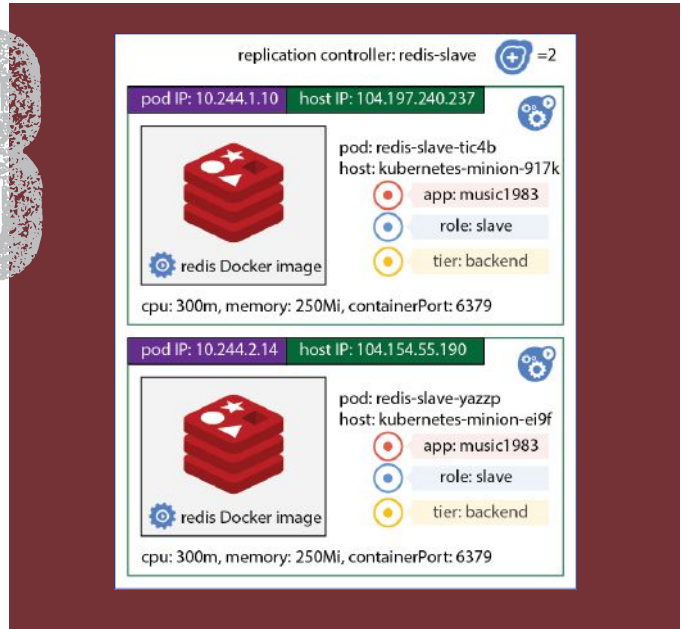 replication controller: redis-slave =2
pod IP: 10.244.1.10 host IP: 104.197.240.237
pod: redis-slave-tic4b
host: kubernetes-minion-917k
app: music1983
role: slave
tier: backend
redis Docker image
cpu: 300m, memory: 250Mi, containerPort: 6379
pod IP: 10.244.2.14 host IP: 104.154.55.190
pod: redis-slave-yazzp
host: kubernetes-minion-ei9f
app: music1983
role: slave
tier: backend
redis Docker image
cpu: 300m, memory: 250Mi, containerPort: 6379